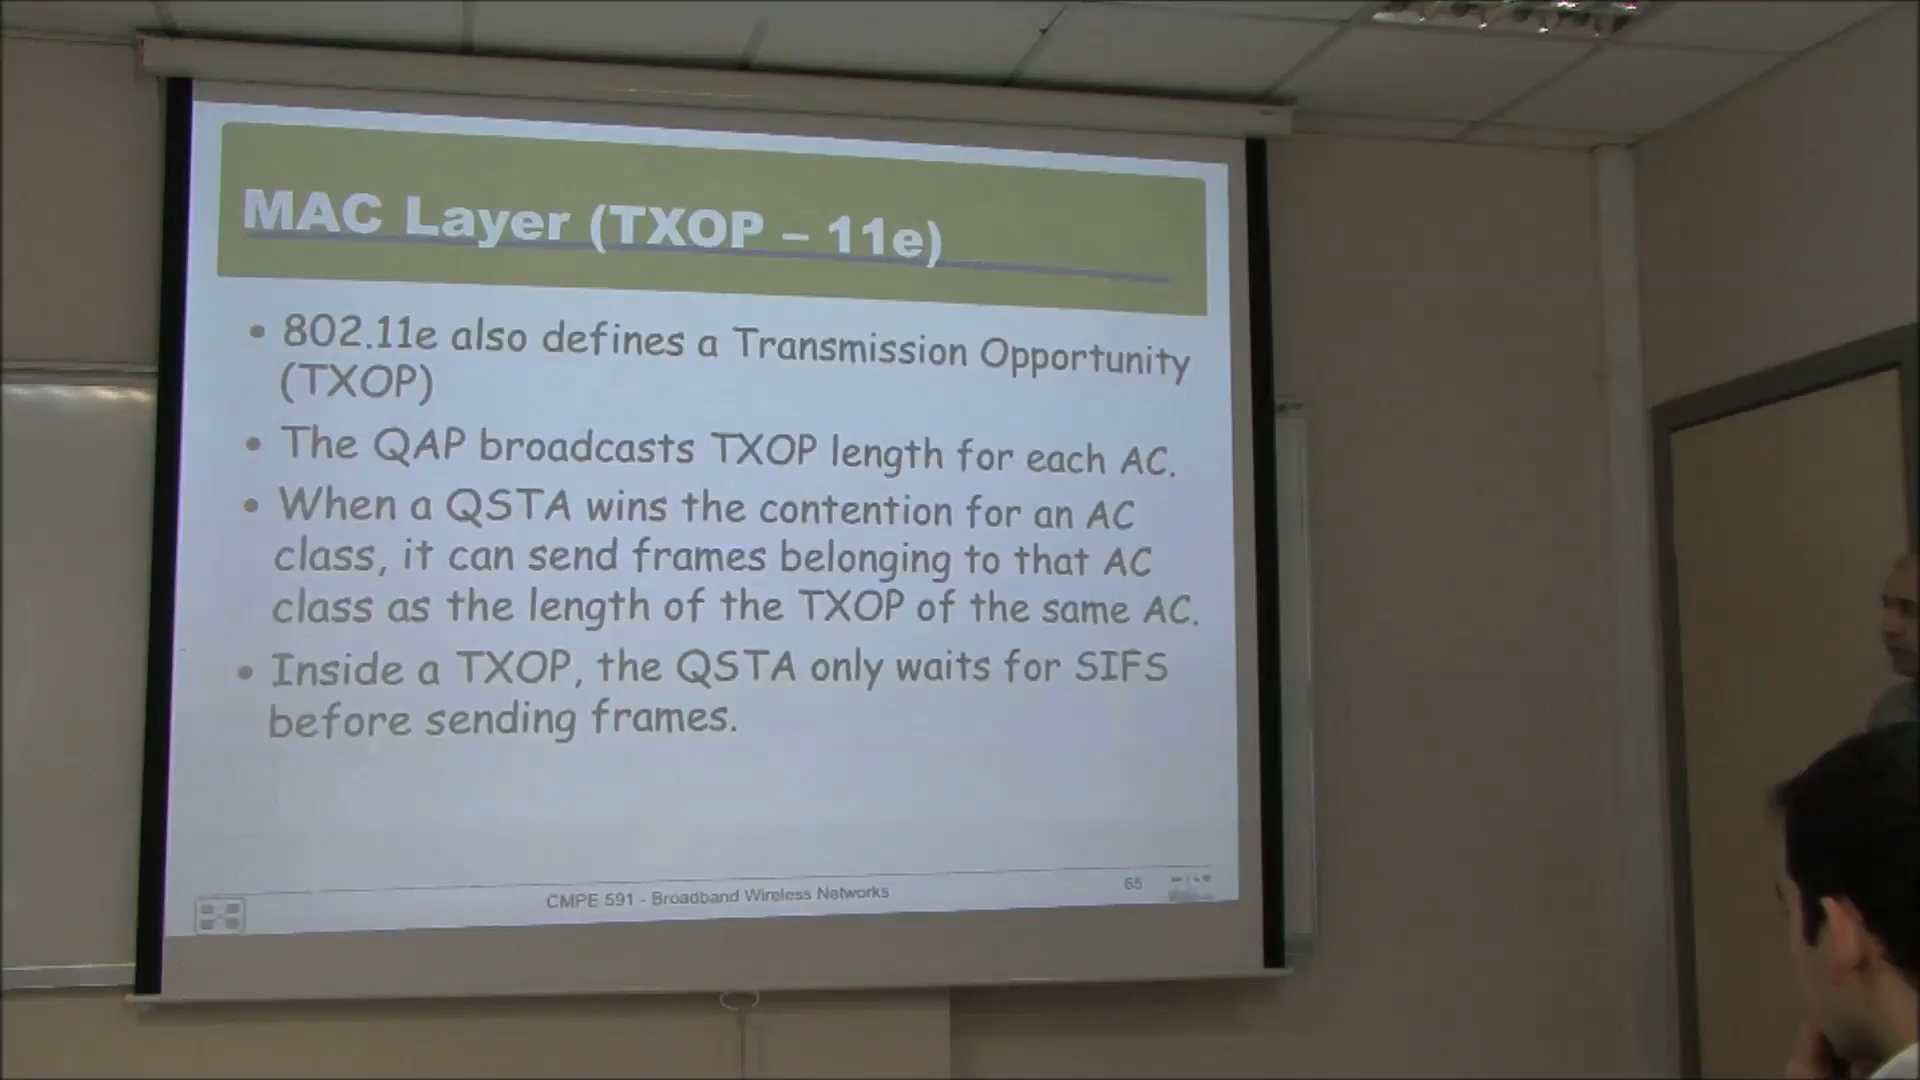 MAC Layer (TXOP – 11e)
• 802.11e also defines a Transmission Opportunity
(TXOP)
• The QAP broadcasts TXOP length for each AC.
• When a QSTA wins the contention for an AC
class, it can send frames belonging to that AC
class as the length of the TXOP of the same AC.
• Inside a TXOP, the QSTA only waits for SIFS
before sending frames.
CMPE 591 - Broadband Wireless Networks
65